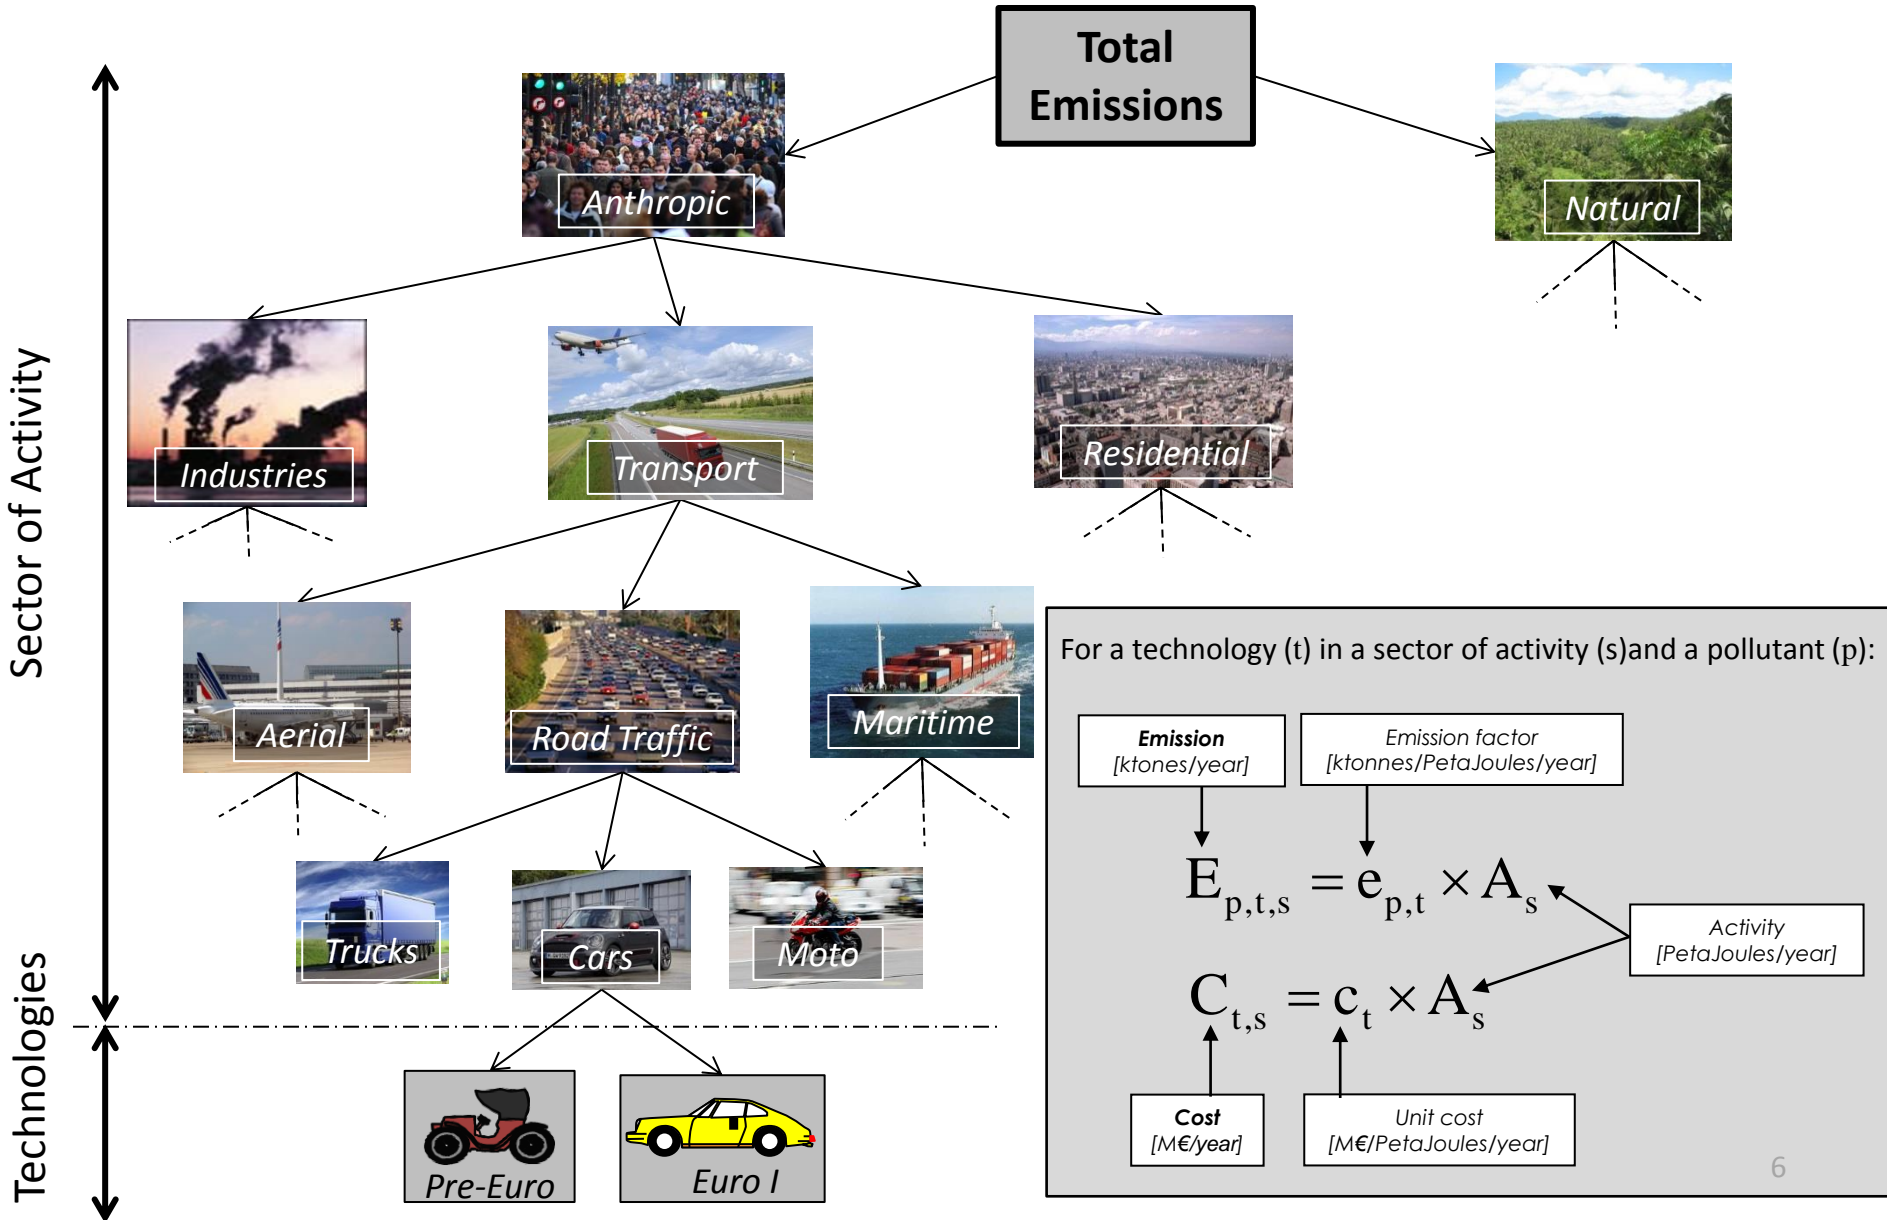 Total
Emissions
Anthropic
Natural
Sector of Activity
Industries
Transport
Residential
Aerial
Road Traffic
Maritime
Trucks
Cars
Moto
Technologies
Pre-Euro
Euro I
For a technology (t) in a sector of activity (s)and a pollutant (p):
Emission
[ktones/year]
Emission factor
[ktonnes/PetaJoules/year]
E p,t,s = e p,t × A s
Activity
[PetaJoules/year]
C t,s = c t × A s
Cost
[M€/year]
Unit cost
[M€/PetaJoules/year]
6